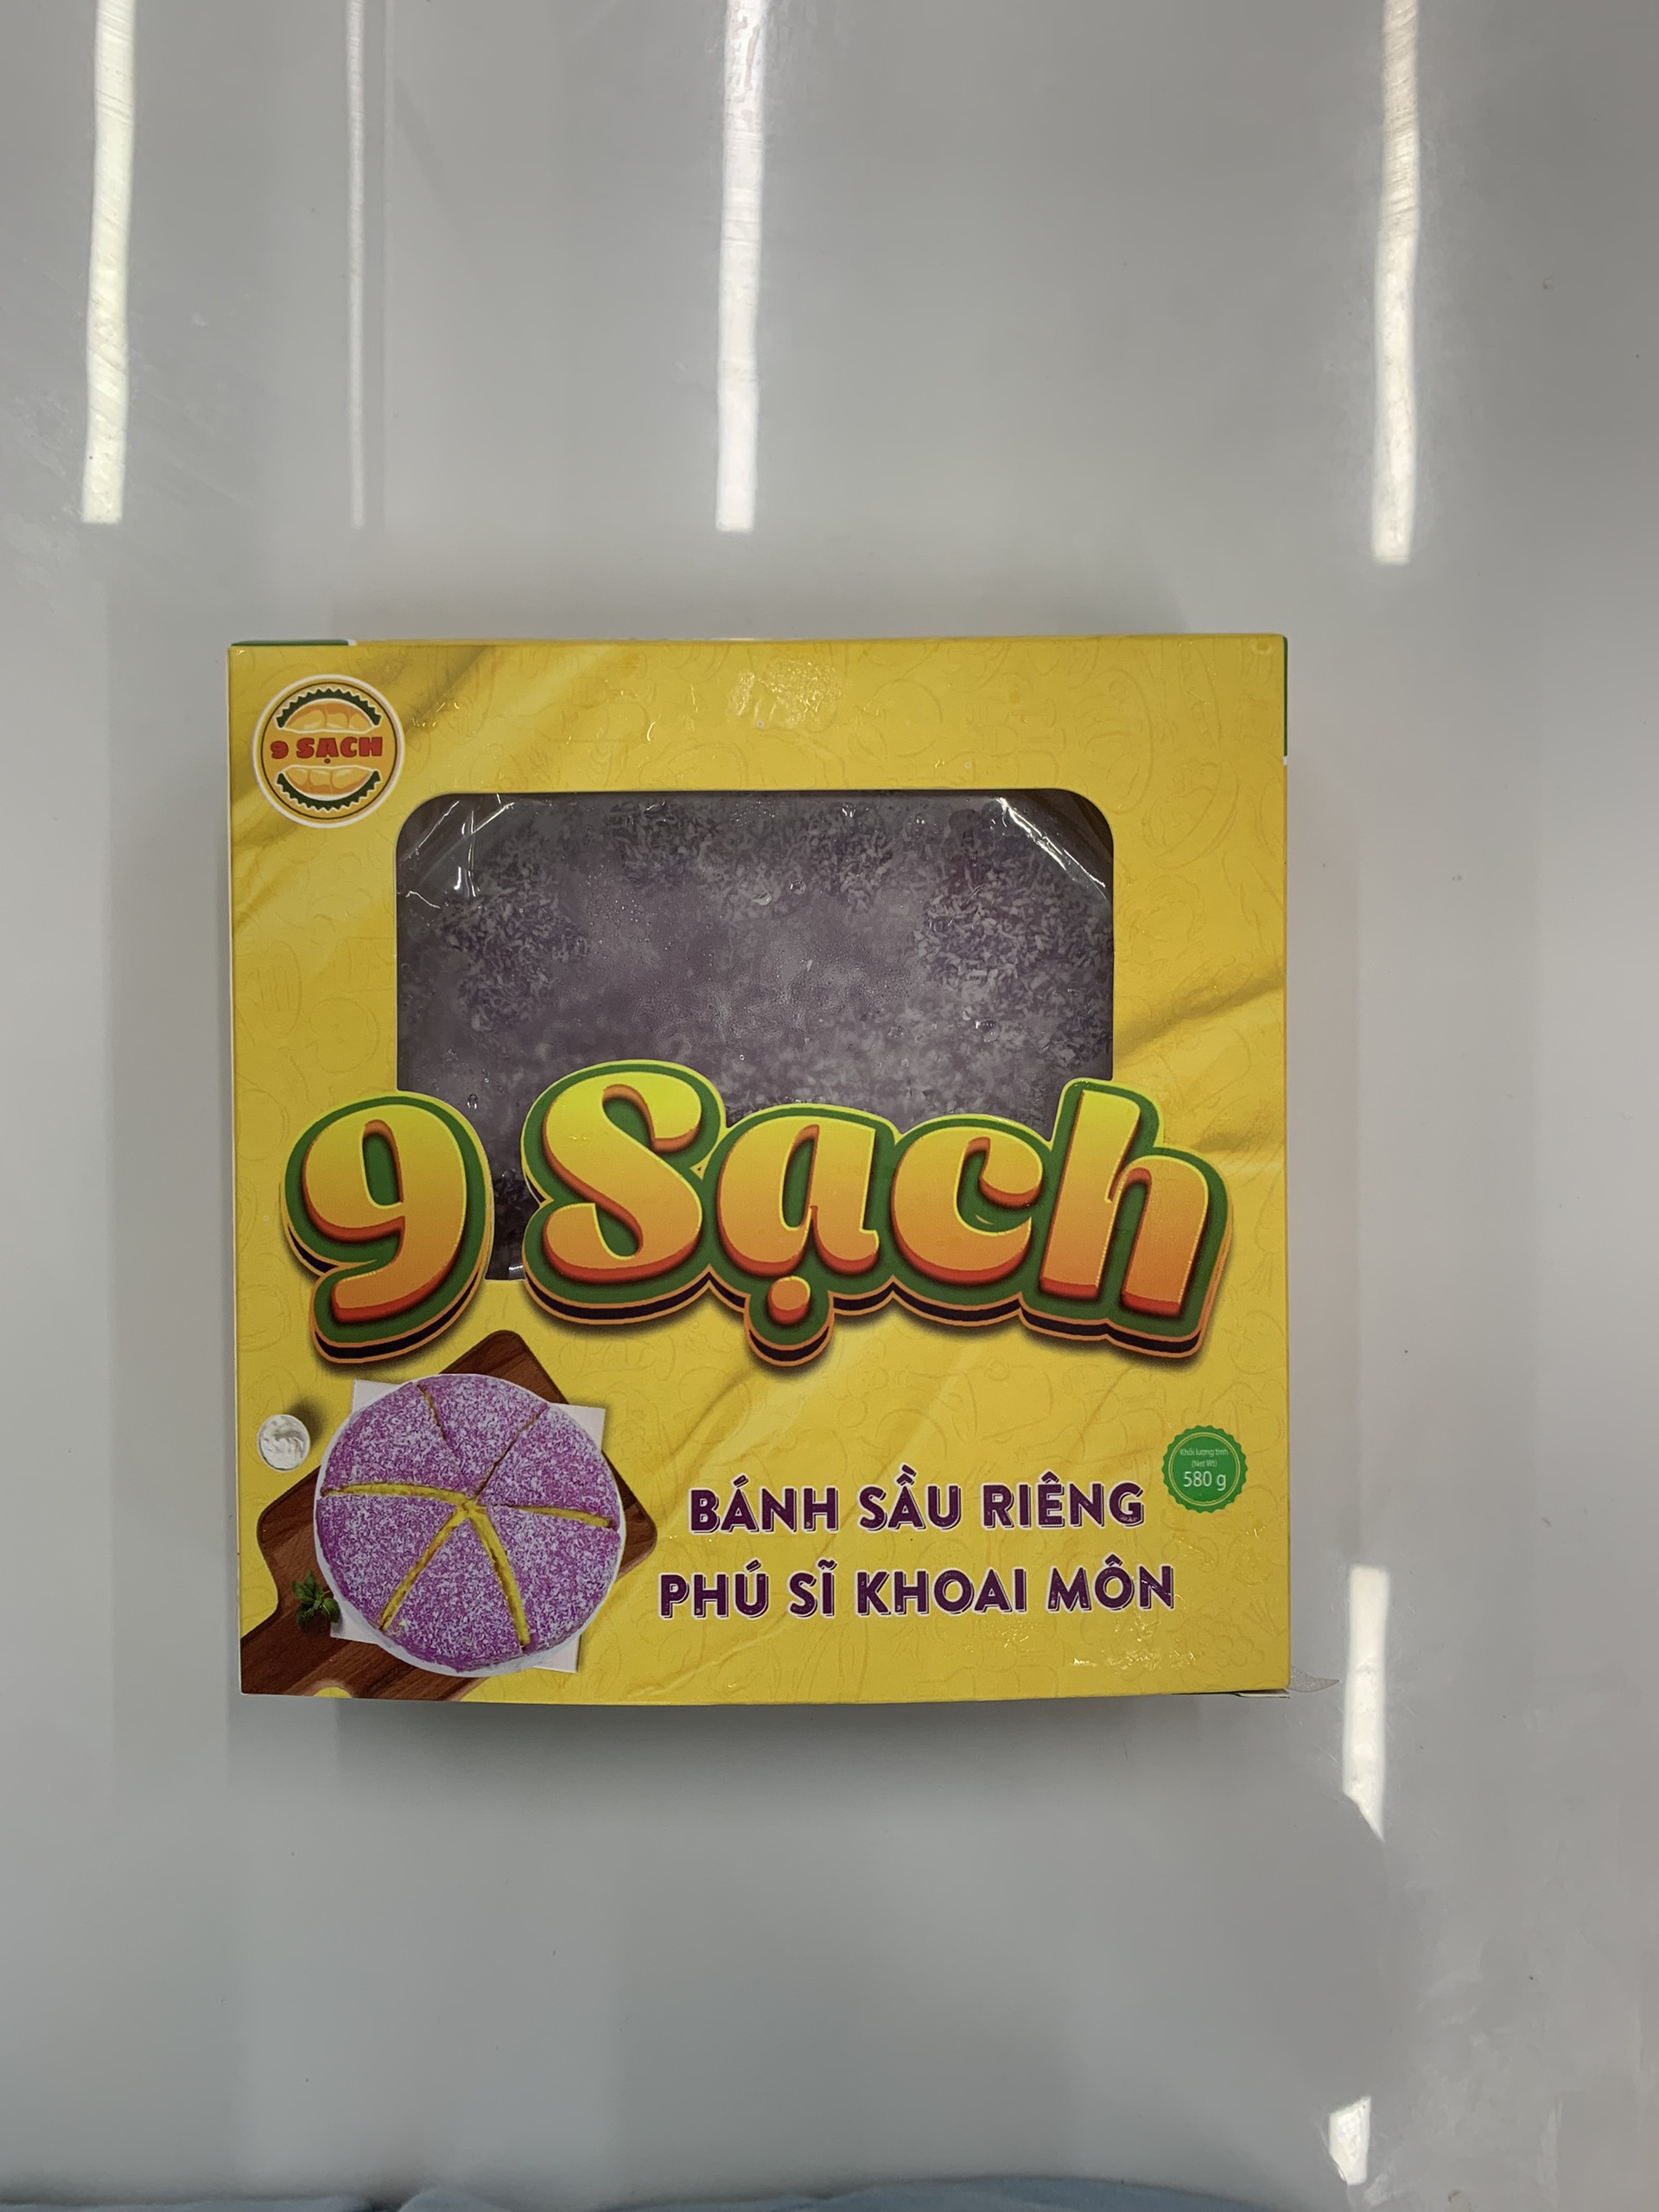 9 SẠCH
9 Sạch
Khối lượng tịnh
(Net Wt)
580 g
BÁNH SẦU RIÊNG
PHÚ SĨ KHOAI MÔN